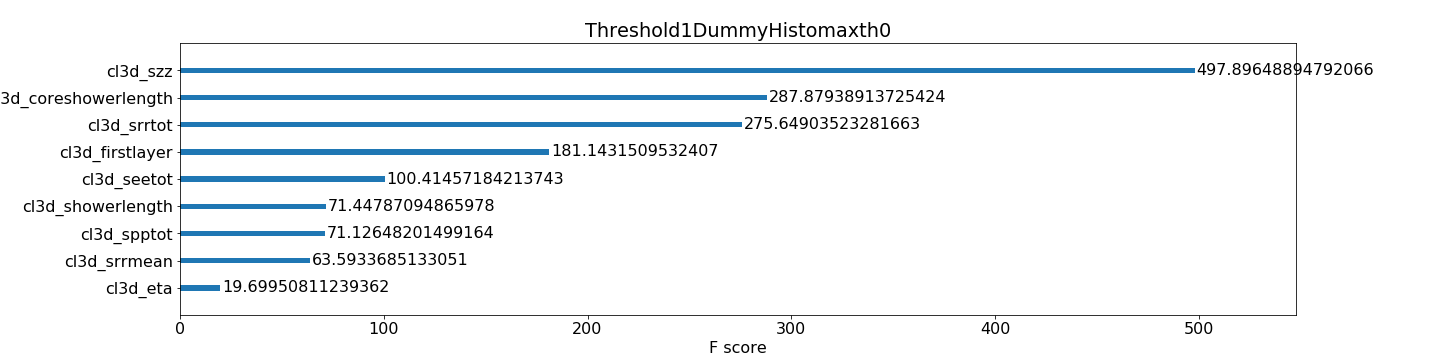 Threshold1DummyHistomaxth0
cl3d_szz 497.89648894792066
3d_coreshowerlength 287.87938913725424
cl3d_srrtot 275.64903523281663
cl3d_firstlayer 181.1431509532407
cl3d_seetot 100.41457184213743
cl3d_showerlength 71.44787094865978
cl3d_spptot 71.12648201499164
cl3d_srrmean 63.5933685133051
cl3d_eta 19.69950811239362
0 100 200 300 400 500
F score